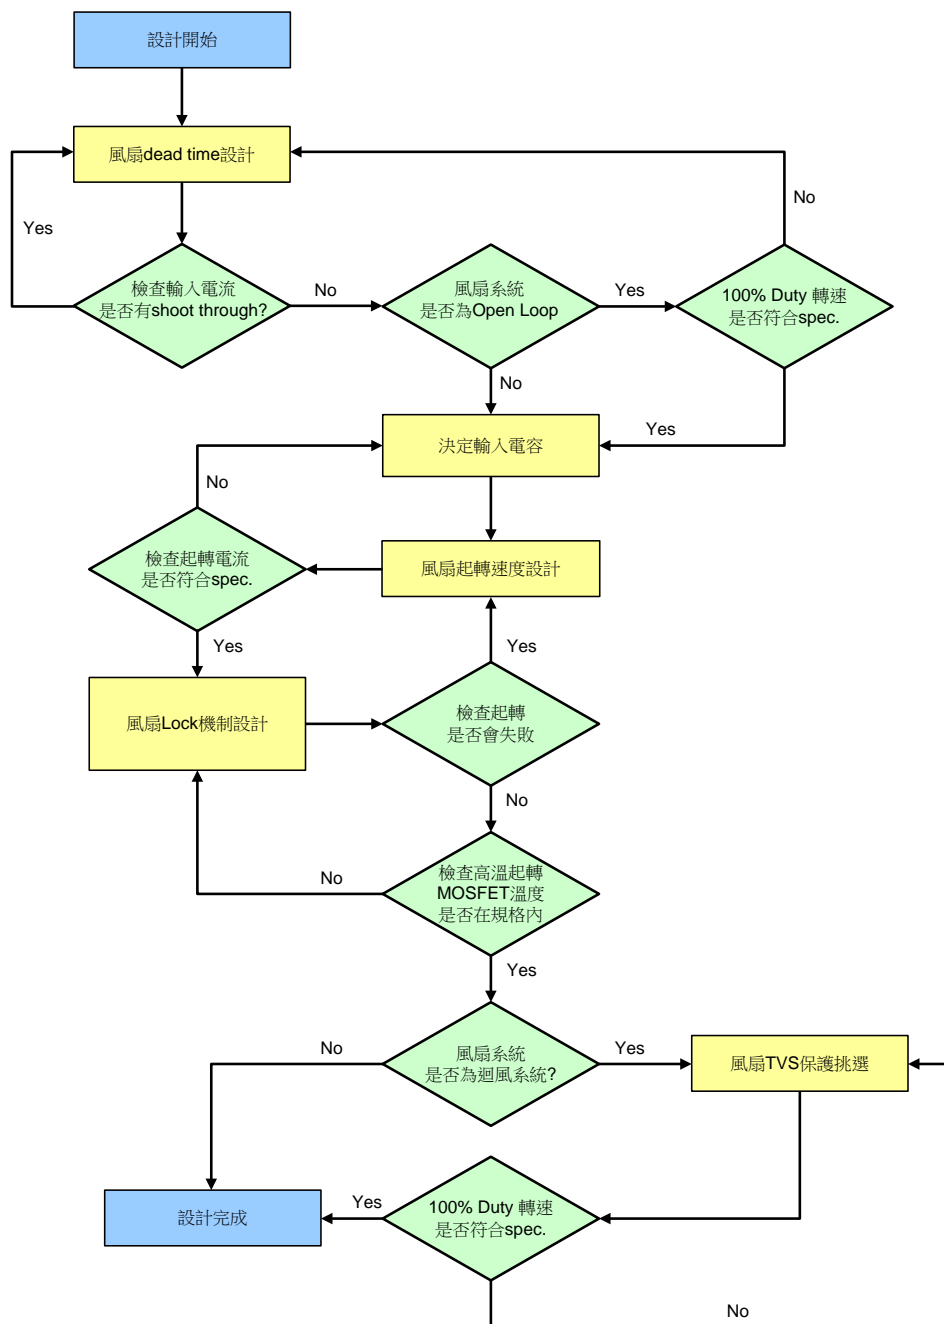 設計開始
風扇dead time設計
No
Yes
檢查輸入電流
是否有shoot through?
No
風扇系統
是否為Open Loop
Yes
100% Duty 轉速
是否符合spec.
No
Yes
決定輸入電容
No
檢查起轉電流
是否符合spec.
風扇起轉速度設計
Yes
Yes
風扇Lock機制設計
檢查起轉
是否會失敗
No
No
檢查高溫起轉
MOSFET溫度
是否在規格內
Yes
No
風扇系統
是否為迴風系統?
Yes
風扇TVS保護挑選
設計完成
Yes
100% Duty 轉速
是否符合spec.
No